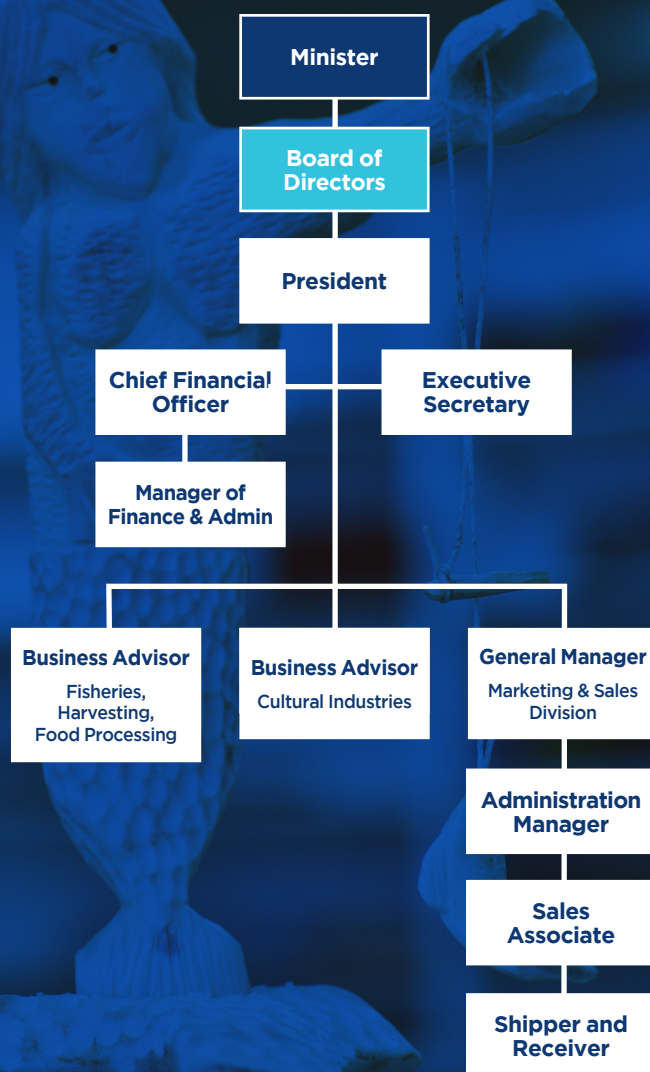 Minister
Board of
Directors
President
Chief Financial
Officer
Executive
Secretary
Manager of
Finance & Admin
Business Advisor
Fisheries,
Harvesting,
Food Processing
Business Advisor
Cultural Industries
General Manager
Marketing & Sales
Division
Administration
Manager
Sales
Associate
Shipper and
Receiver